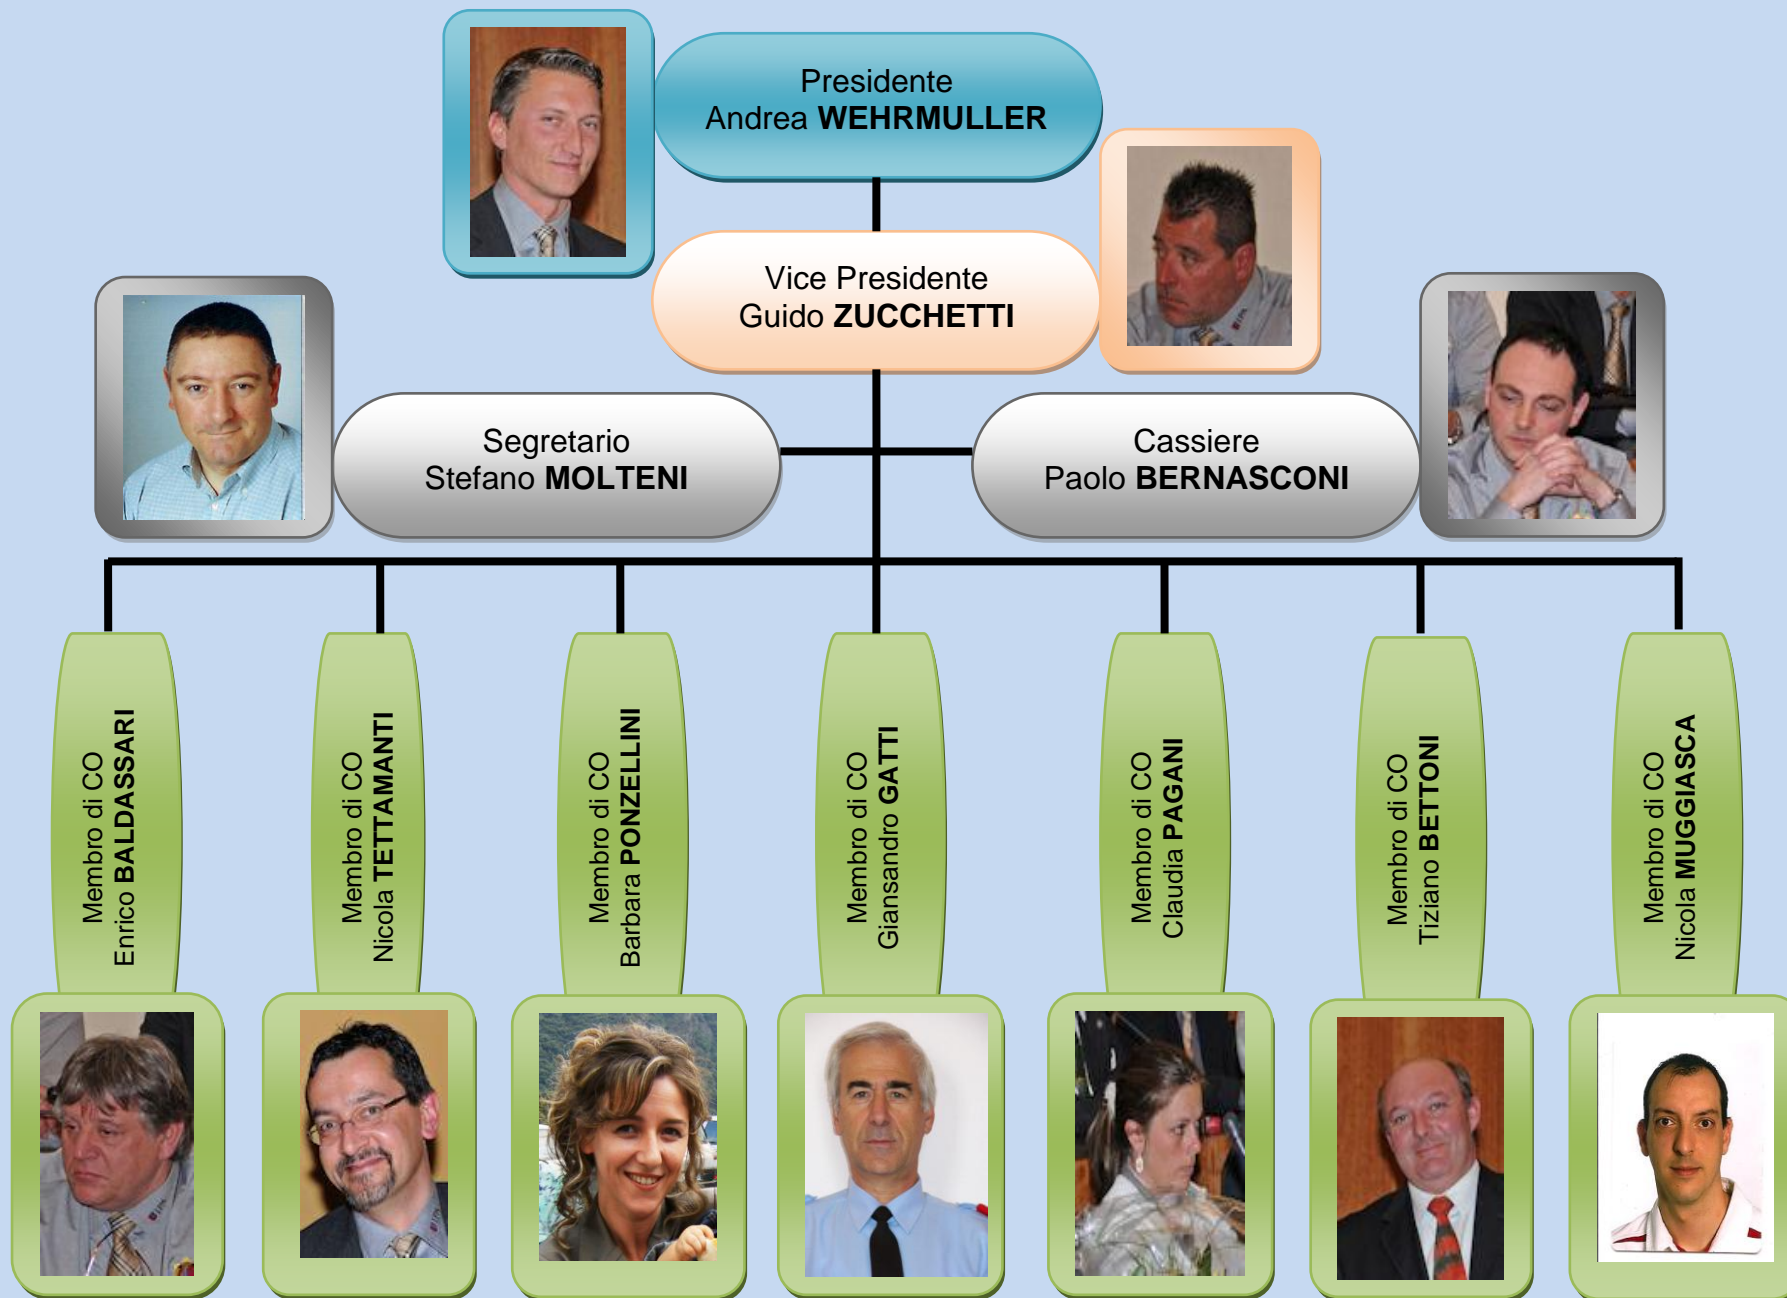 Presidente
Andrea WEHRMULLER
Vice Presidente
Guido ZUCCHETTI
Segretario
Stefano MOLTENI
Cassiere
Paolo BERNASCONI
Membro di CO
Enrico BALDASSARI
Membro di CO
Nicola TETTAMANTI
Membro di CO
Barbara PONZELLINI
Membro di CO
Giansandro GATTI
Membro di CO
Claudia PAGANI
Membro di CO
Tiziano BETTONI
Membro di CO
Nicola MUGGIASCA